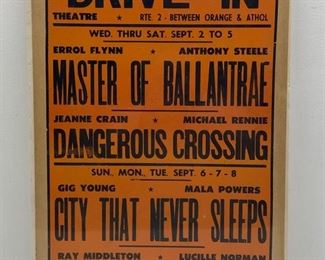 DRIVE IN
THEATRE ★ RTE 2 - BETWEEN ORANGE & ATHOL
WED. THRU SAT. SEPT. 2 TO 5
ERROL FLYNN ★ ANTHONY STEELE
MASTER OF BALLANTRAE
JEANNE CRAIN ★ MICHAEL RENNIE
DANGEROUS CROSSING
SUN., MON., TUE. SEPT. 6 - 7 - 8
GIG YOUNG ★ MALA POWERS
CITY THAT NEVER SLEEPS
RAY MIDDLETON ★ LUCILLE NORMAN